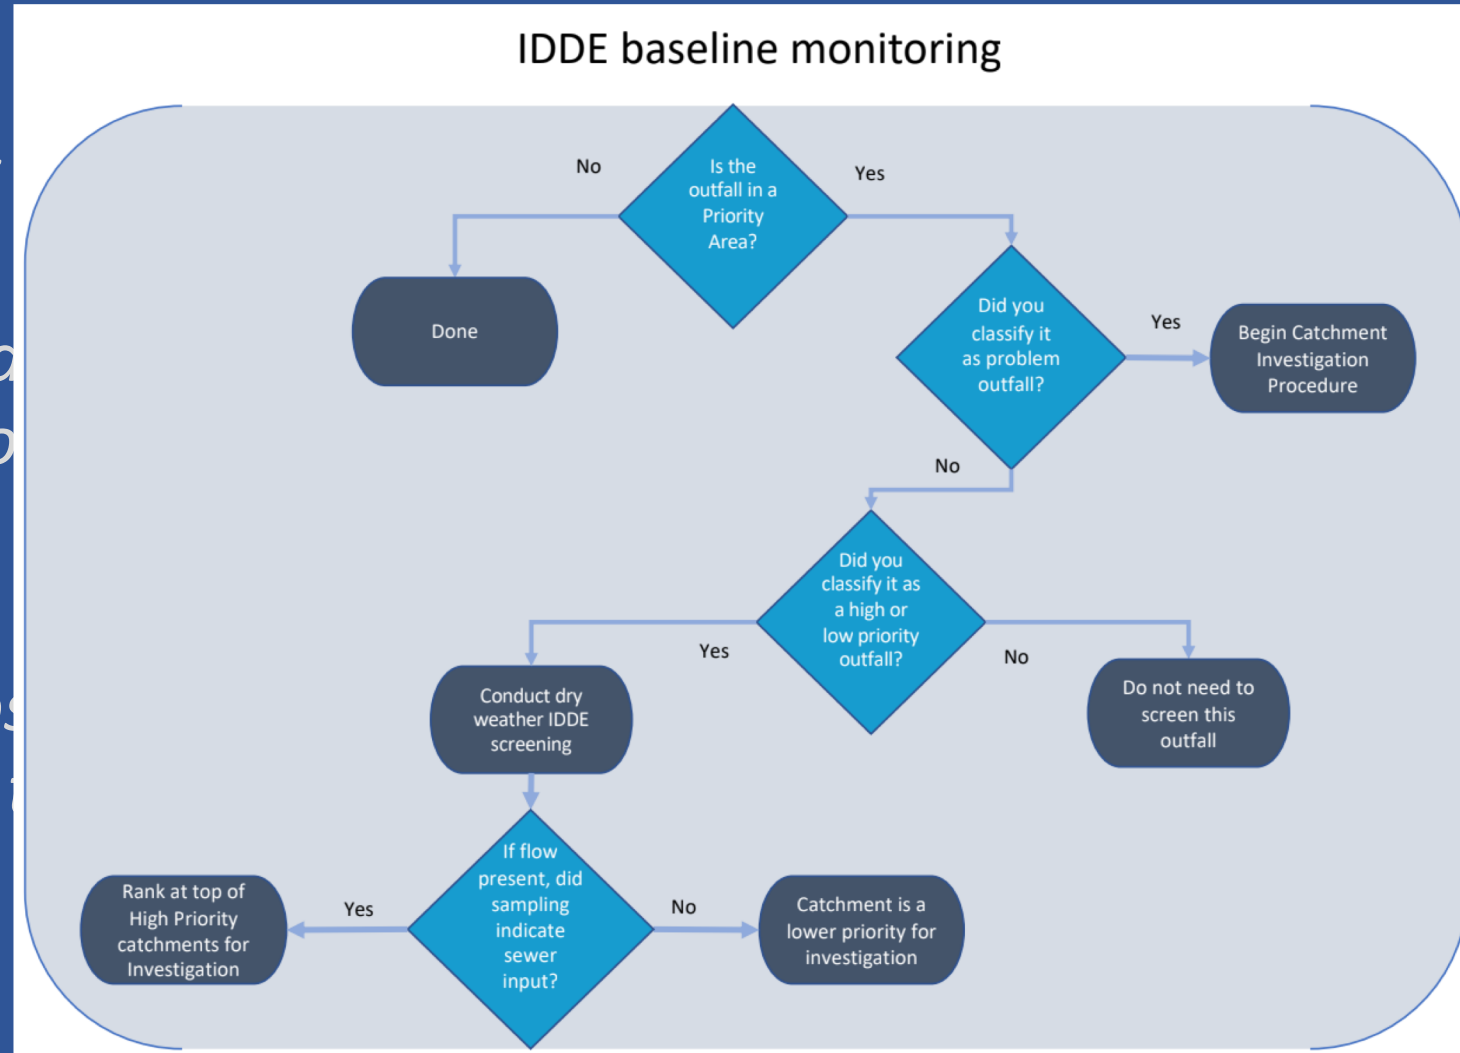 IDDE baseline monitoring
No
Is the
outfall in a
Priority
Area?
Yes
Done
Did you
classify it
as problem
outfall?
Yes
Begin Catchment
Investigation
Procedure
No
Did you
classify it as
a high or
low priority
outfall?
Yes
No
Conduct dry
weather IDDE
screening
Do not need to
screen this
outfall
If flow
present, did
sampling
indicate
sewer
input?
Yes
Rank at top of
High Priority
catchments for
Investigation
No
Catchment is a
lower priority for
investigation